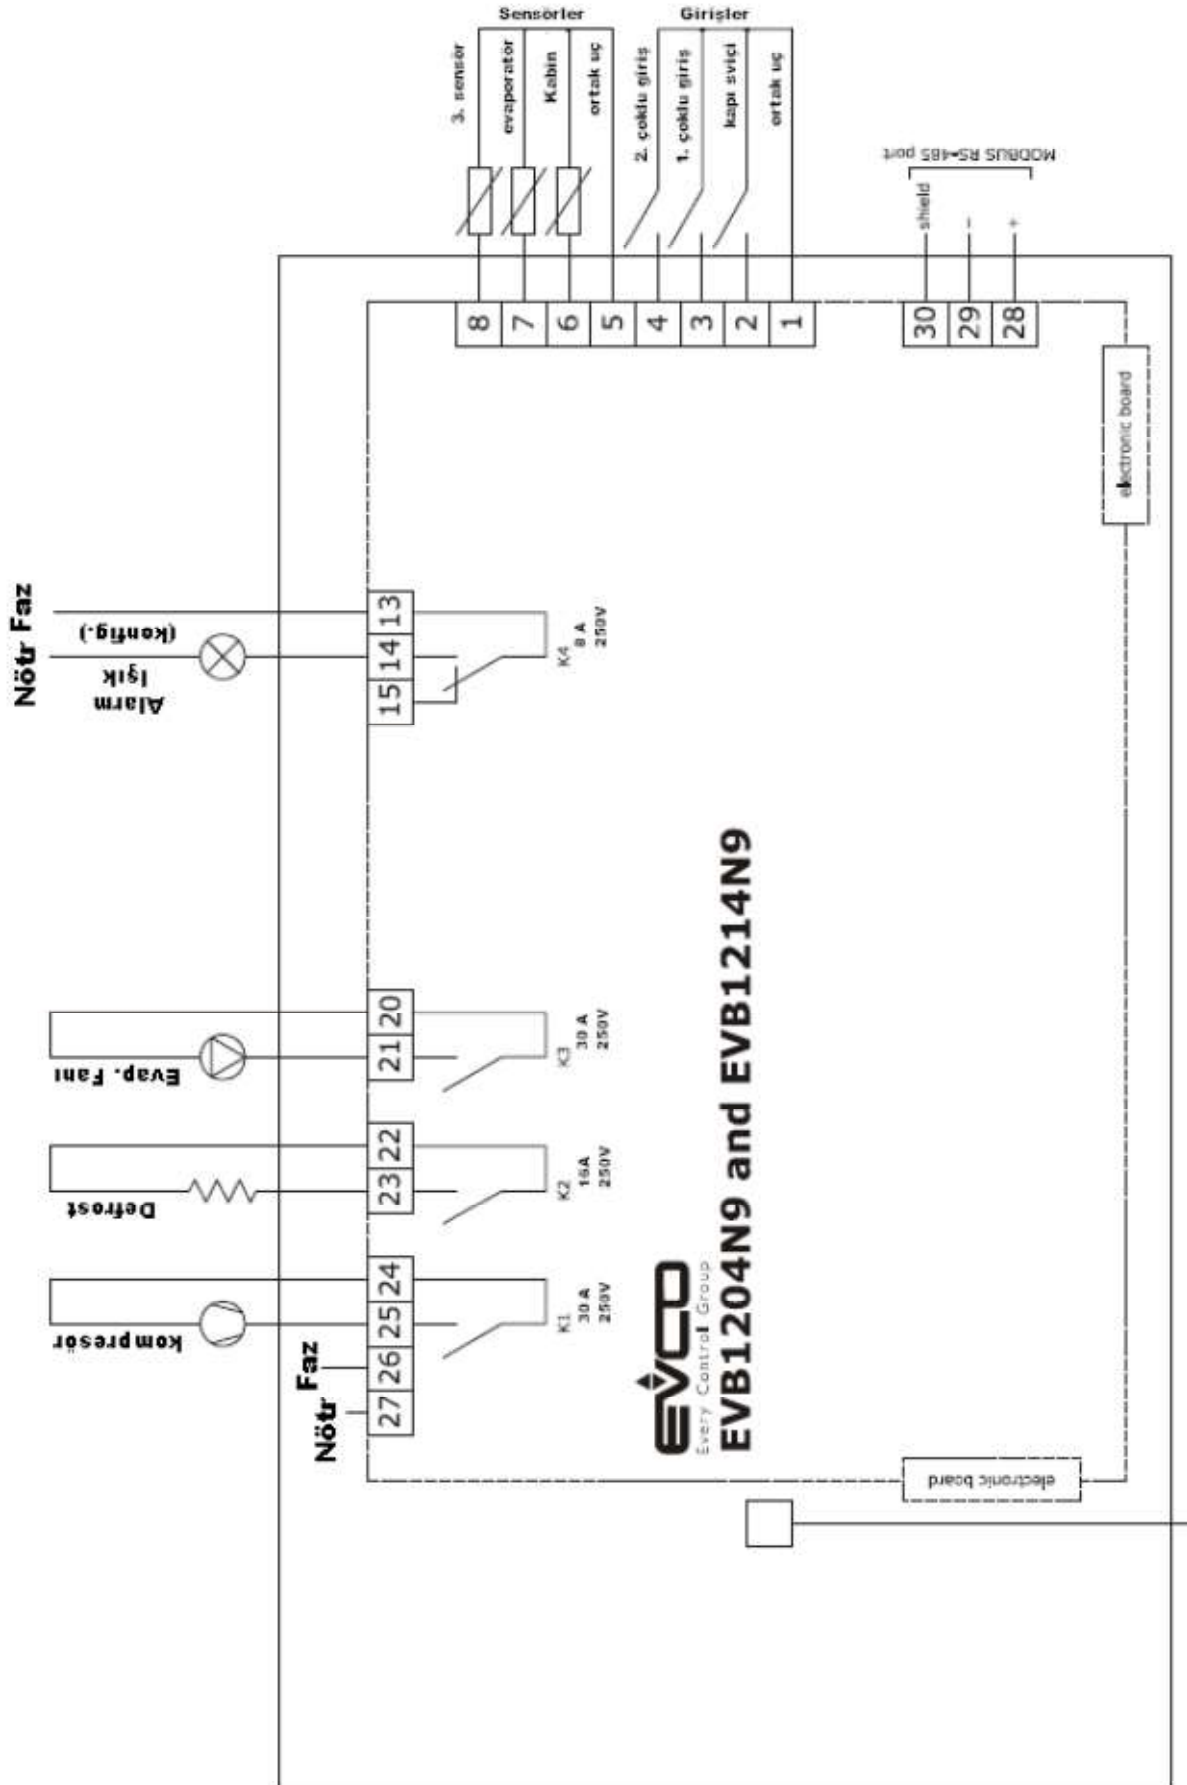 Sensörler
3. sensör
evaporatör
Kabin
ortak uç
Girişler
2. çoklu giriş
1. çoklu giriş
kapı sviçi
ortak uç
8
7
6
5
4
3
2
1
MODBUS RS-485 port
shield
-
+
30
29
28
electronic board
Nötr Faz
Alarm
Işık
(konfig.)
13
14
15
K4
8 A
250V
Evap. Fanı
20
21
K3
30 A
250V
Defrost
22
23
K2
16A
250V
kompresör
24
25
K1
30 A
250V
Faz
26
Nötr
27
EVCO
Every Control Group
EVB1204N9 and EVB1214N9
electronic board